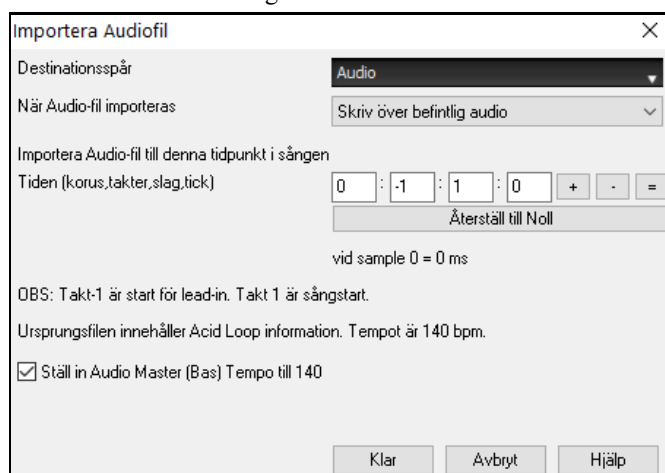 Importera Audiofil
Destinationsspår Audio
När Audio-fil importeras Skriv över befintlig audio
Importera Audio-fil till denna tidpunkt i sången
Tiden (korus,takter,slag,tick) 0 : -1 : 1 : 0 + - =
Återställ till Noll
vid sample 0 = 0 ms
OBS: Takt-1 är start för lead-in. Takt 1 är sångstart.
Ursprungsfilen innehåller Acid Loop information. Tempot är 140 bpm.
Ställ in Audio Master (Bas) Tempo till 140
Klar Avbryt Hjälp